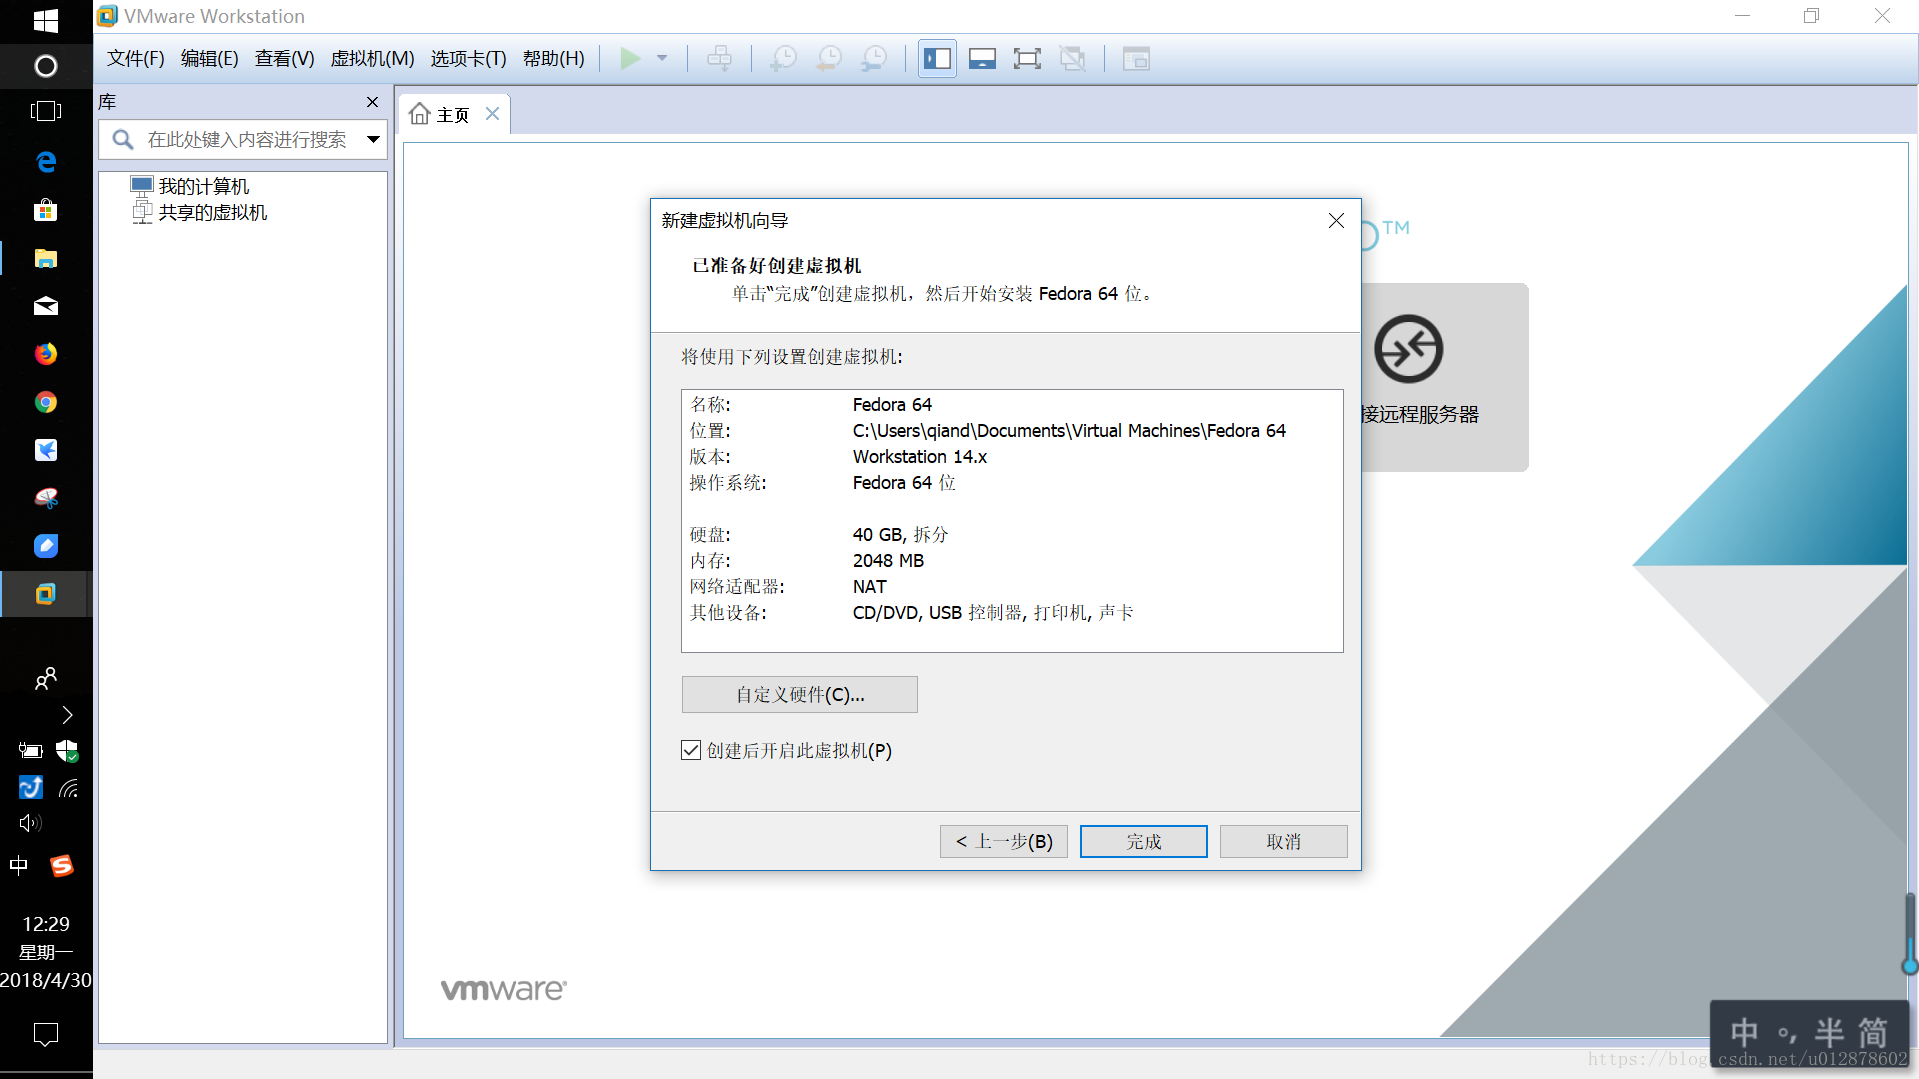 VMware Workstation
文件(F) 编辑(E) 查看(V) 虚拟机(M) 选项卡(T) 帮助(H)
库
主页
在此处键入内容进行搜索
我的计算机
共享的虚拟机
新建虚拟机向导
TM
已准备好创建虚拟机
单击“完成”创建虚拟机，然后开始安装 Fedora 64 位。
将使用下列设置创建虚拟机:
名称: Fedora 64
位置: C:\Users\qiand\Documents\Virtual Machines\Fedora 64
版本: Workstation 14.x
操作系统: Fedora 64 位
硬盘: 40 GB, 拆分
内存: 2048 MB
网络适配器: NAT
其他设备: CD/DVD, USB 控制器, 打印机, 声卡
接远程服务器
自定义硬件(C)...
创建后开启此虚拟机(P)
< 上一步(B) 完成 取消
中
12:29
星期一
2018/4/30
vmware
中 °, 半 简
https://blog.csdn.net/u012878602